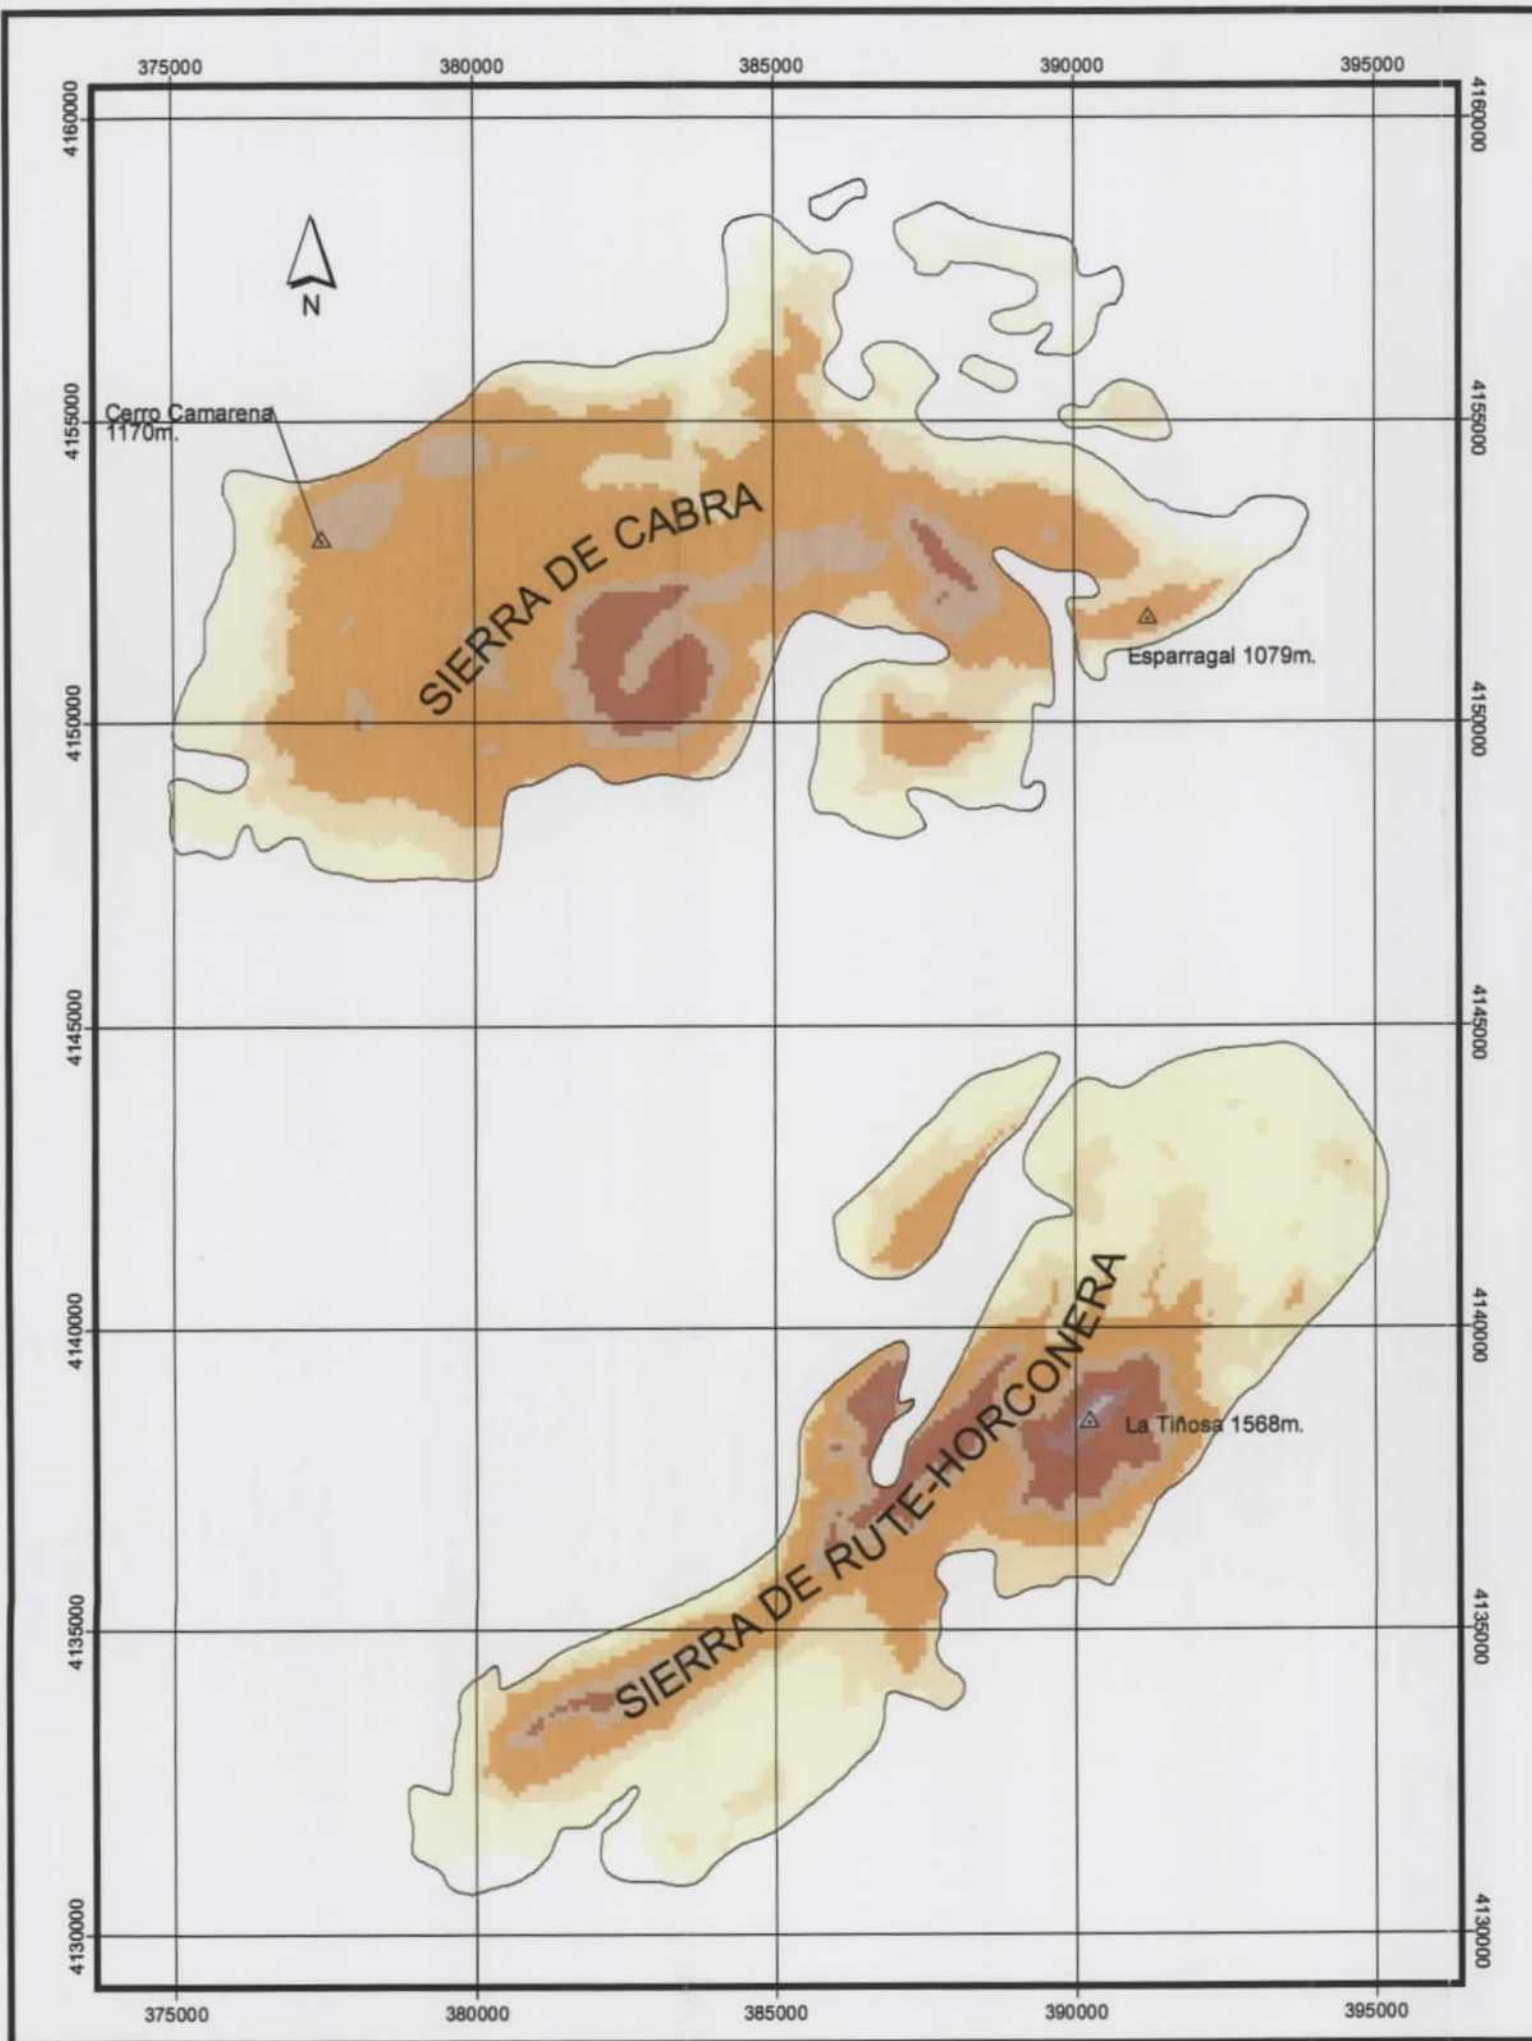 375000 380000 385000 390000 395000
4160000 4160000
N
Cerro Camarena
1170m.
4155000 4155000
SIERRA DE CABRA
Esparragal 1079m.
4150000 4150000
4145000 4145000
4140000 4140000
SIERRA DE RUTE-HORCONERA
La Tiñosa 1568m.
4135000 4135000
4130000 4130000
375000 380000 385000 390000 395000